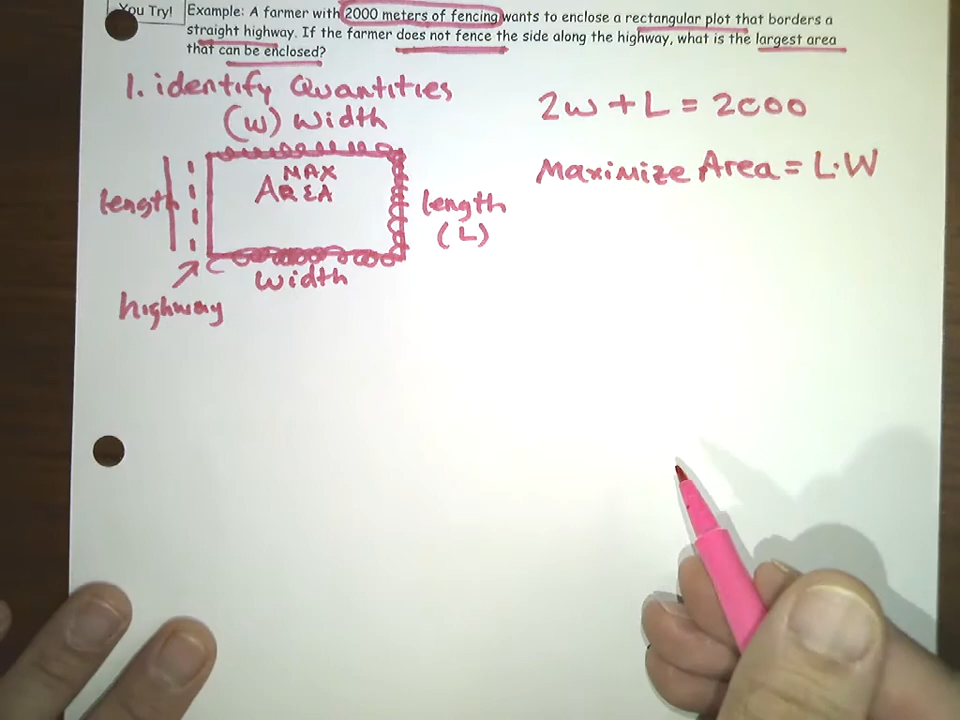 You Try!
Example: A farmer with 2000 meters of fencing wants to enclose a rectangular plot that borders a
straight highway. If the farmer does not fence the side along the highway, what is the largest area
that can be enclosed?
1. identify Quantities
(w) width
2w + L = 2000
Maximize Area = L·W
MAX
AREA
length
length
(L)
width
highway